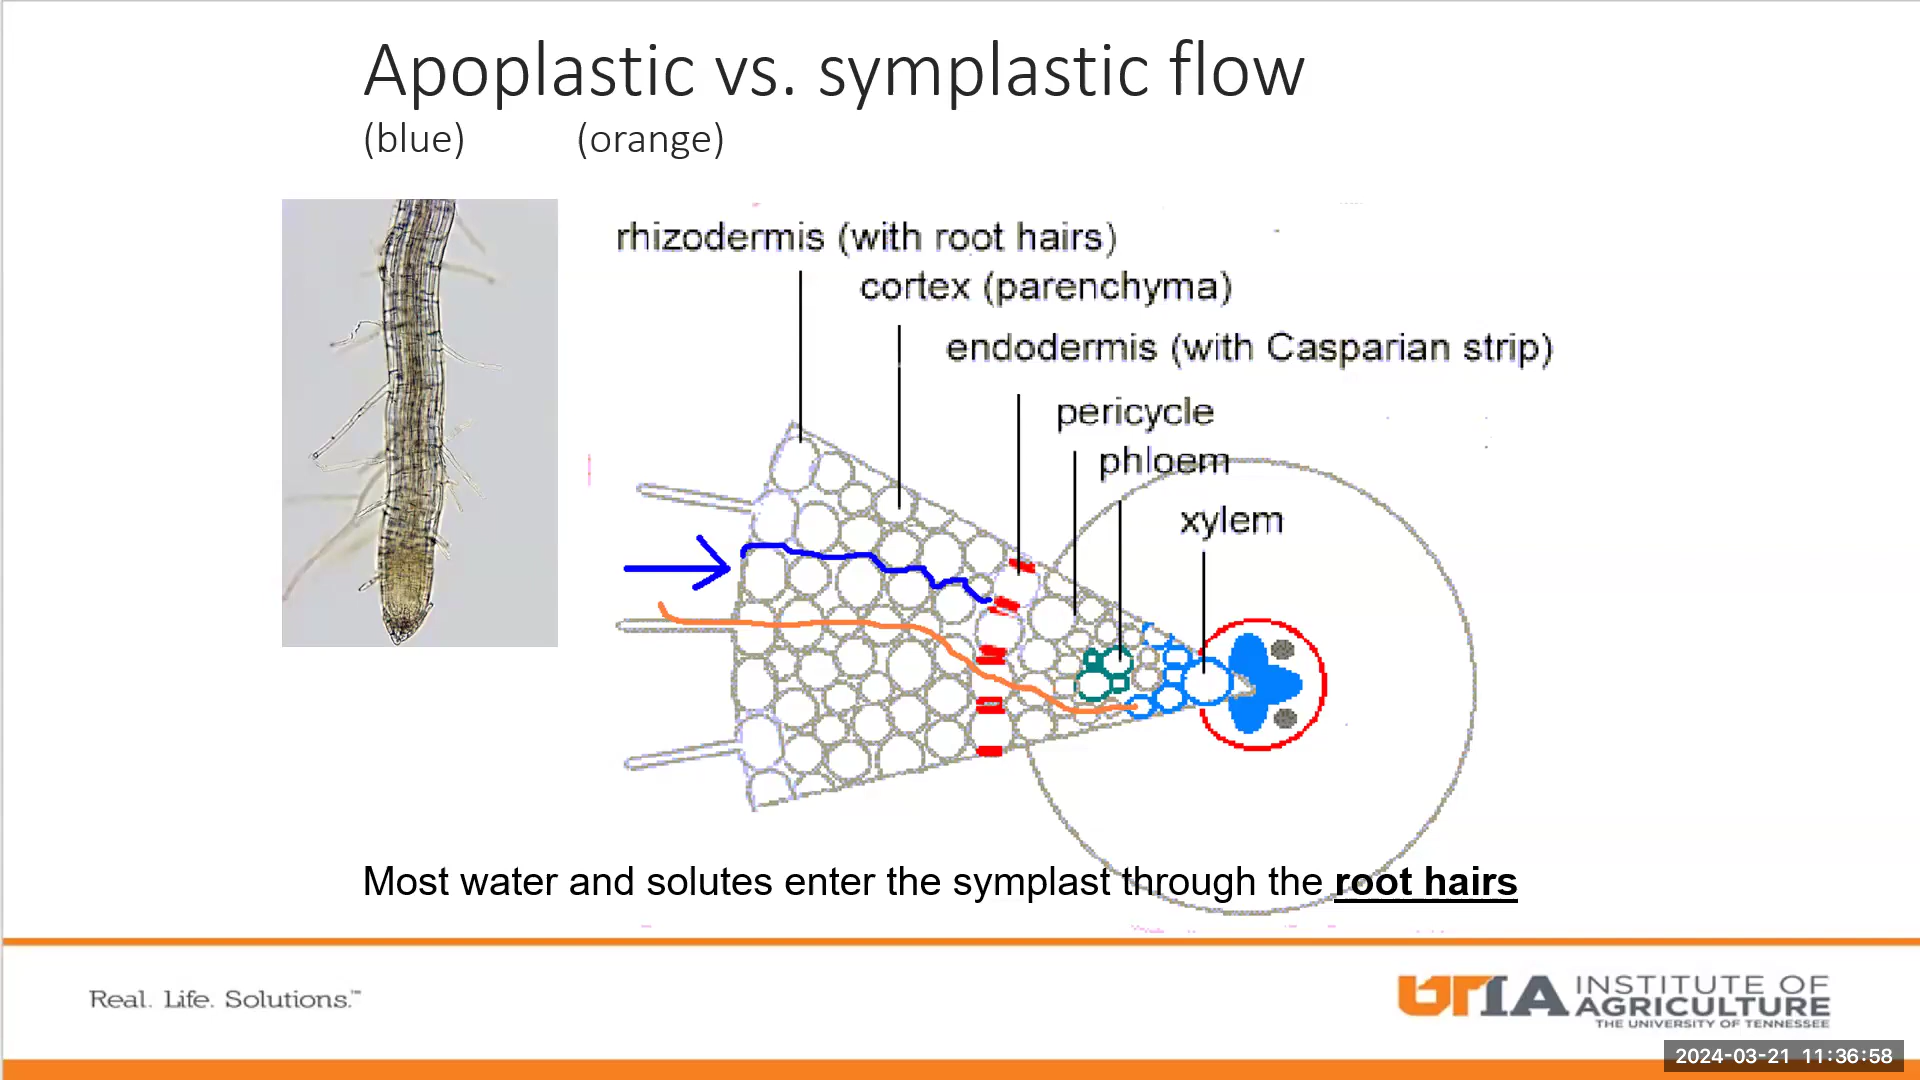 Apoplastic vs. symplastic flow
(blue) (orange)
rhizodermis (with root hairs)
cortex (parenchyma)
endodermis (with Casparian strip)
pericycle
phloem
xylem
Most water and solutes enter the symplast through the root hairs
Real. Life. Solutions.™
UTIA INSTITUTE OF
AGRICULTURE
THE UNIVERSITY OF TENNESSEE
2024-03-21 11:36:58